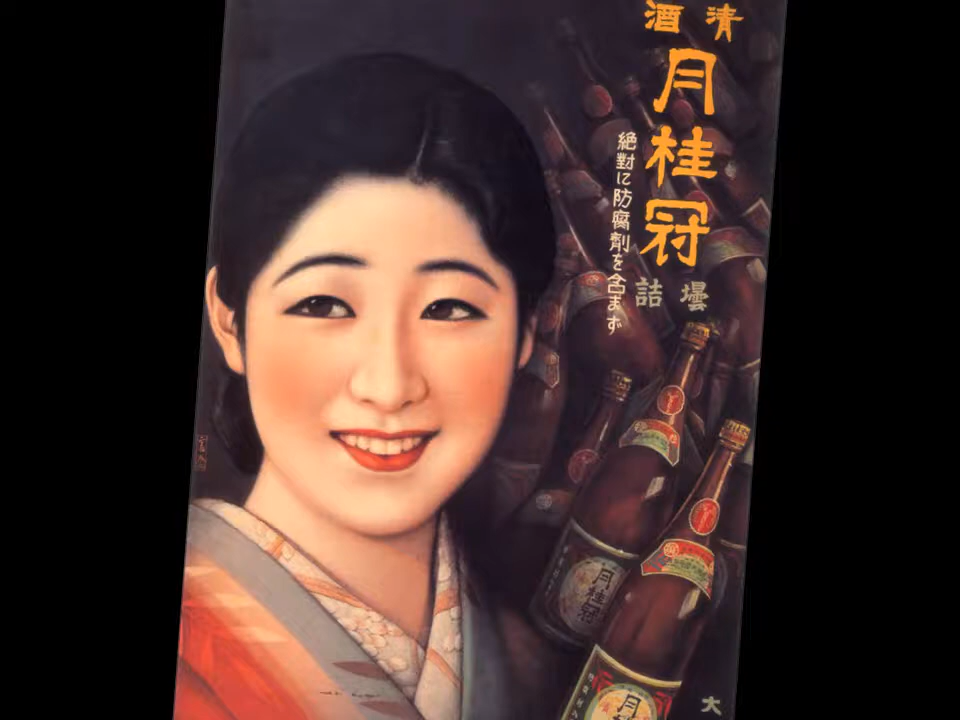 清酒
月桂冠
壜詰
絶對に防腐劑を含まず
月桂冠
月桂
大